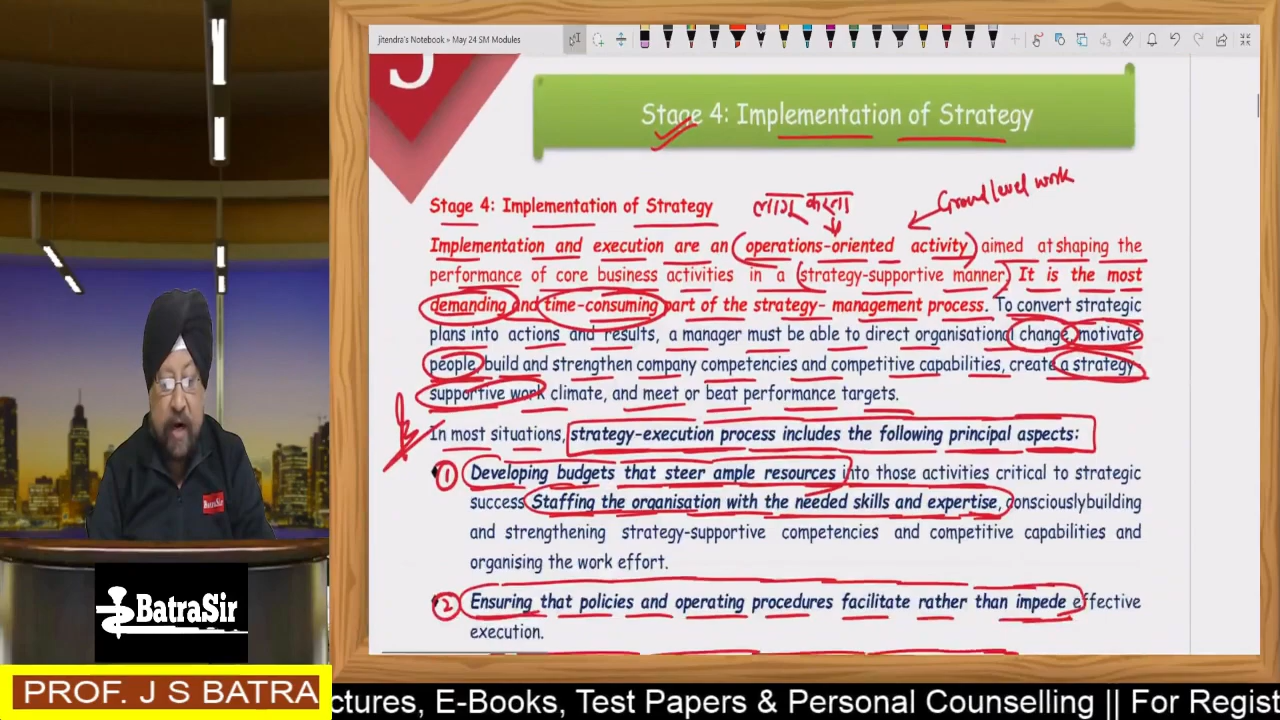 jitendra's Notebook » May 24 SM Modules
5
Stage 4: Implementation of Strategy
Stage 4: Implementation of Strategy
लागू करना
Ground level work
Implementation and execution are an operations-oriented activity aimed at shaping the
performance of core business activities in a strategy-supportive manner. It is the most
demanding and time-consuming part of the strategy- management process. To convert strategic
plans into actions and results, a manager must be able to direct organisational change, motivate
people, build and strengthen company competencies and competitive capabilities, create a strategy
supportive work climate, and meet or beat performance targets.
In most situations, strategy-execution process includes the following principal aspects:
1 Developing budgets that steer ample resources into those activities critical to strategic
success Staffing the organisation with the needed skills and expertise, consciouslybuilding
and strengthening strategy-supportive competencies and competitive capabilities and
organising the work effort.
2 Ensuring that policies and operating procedures facilitate rather than impede effective
execution.
BatraSir
BatraSir
PROF. J S BATRA
ctures, E-Books, Test Papers & Personal Counselling || For Regist